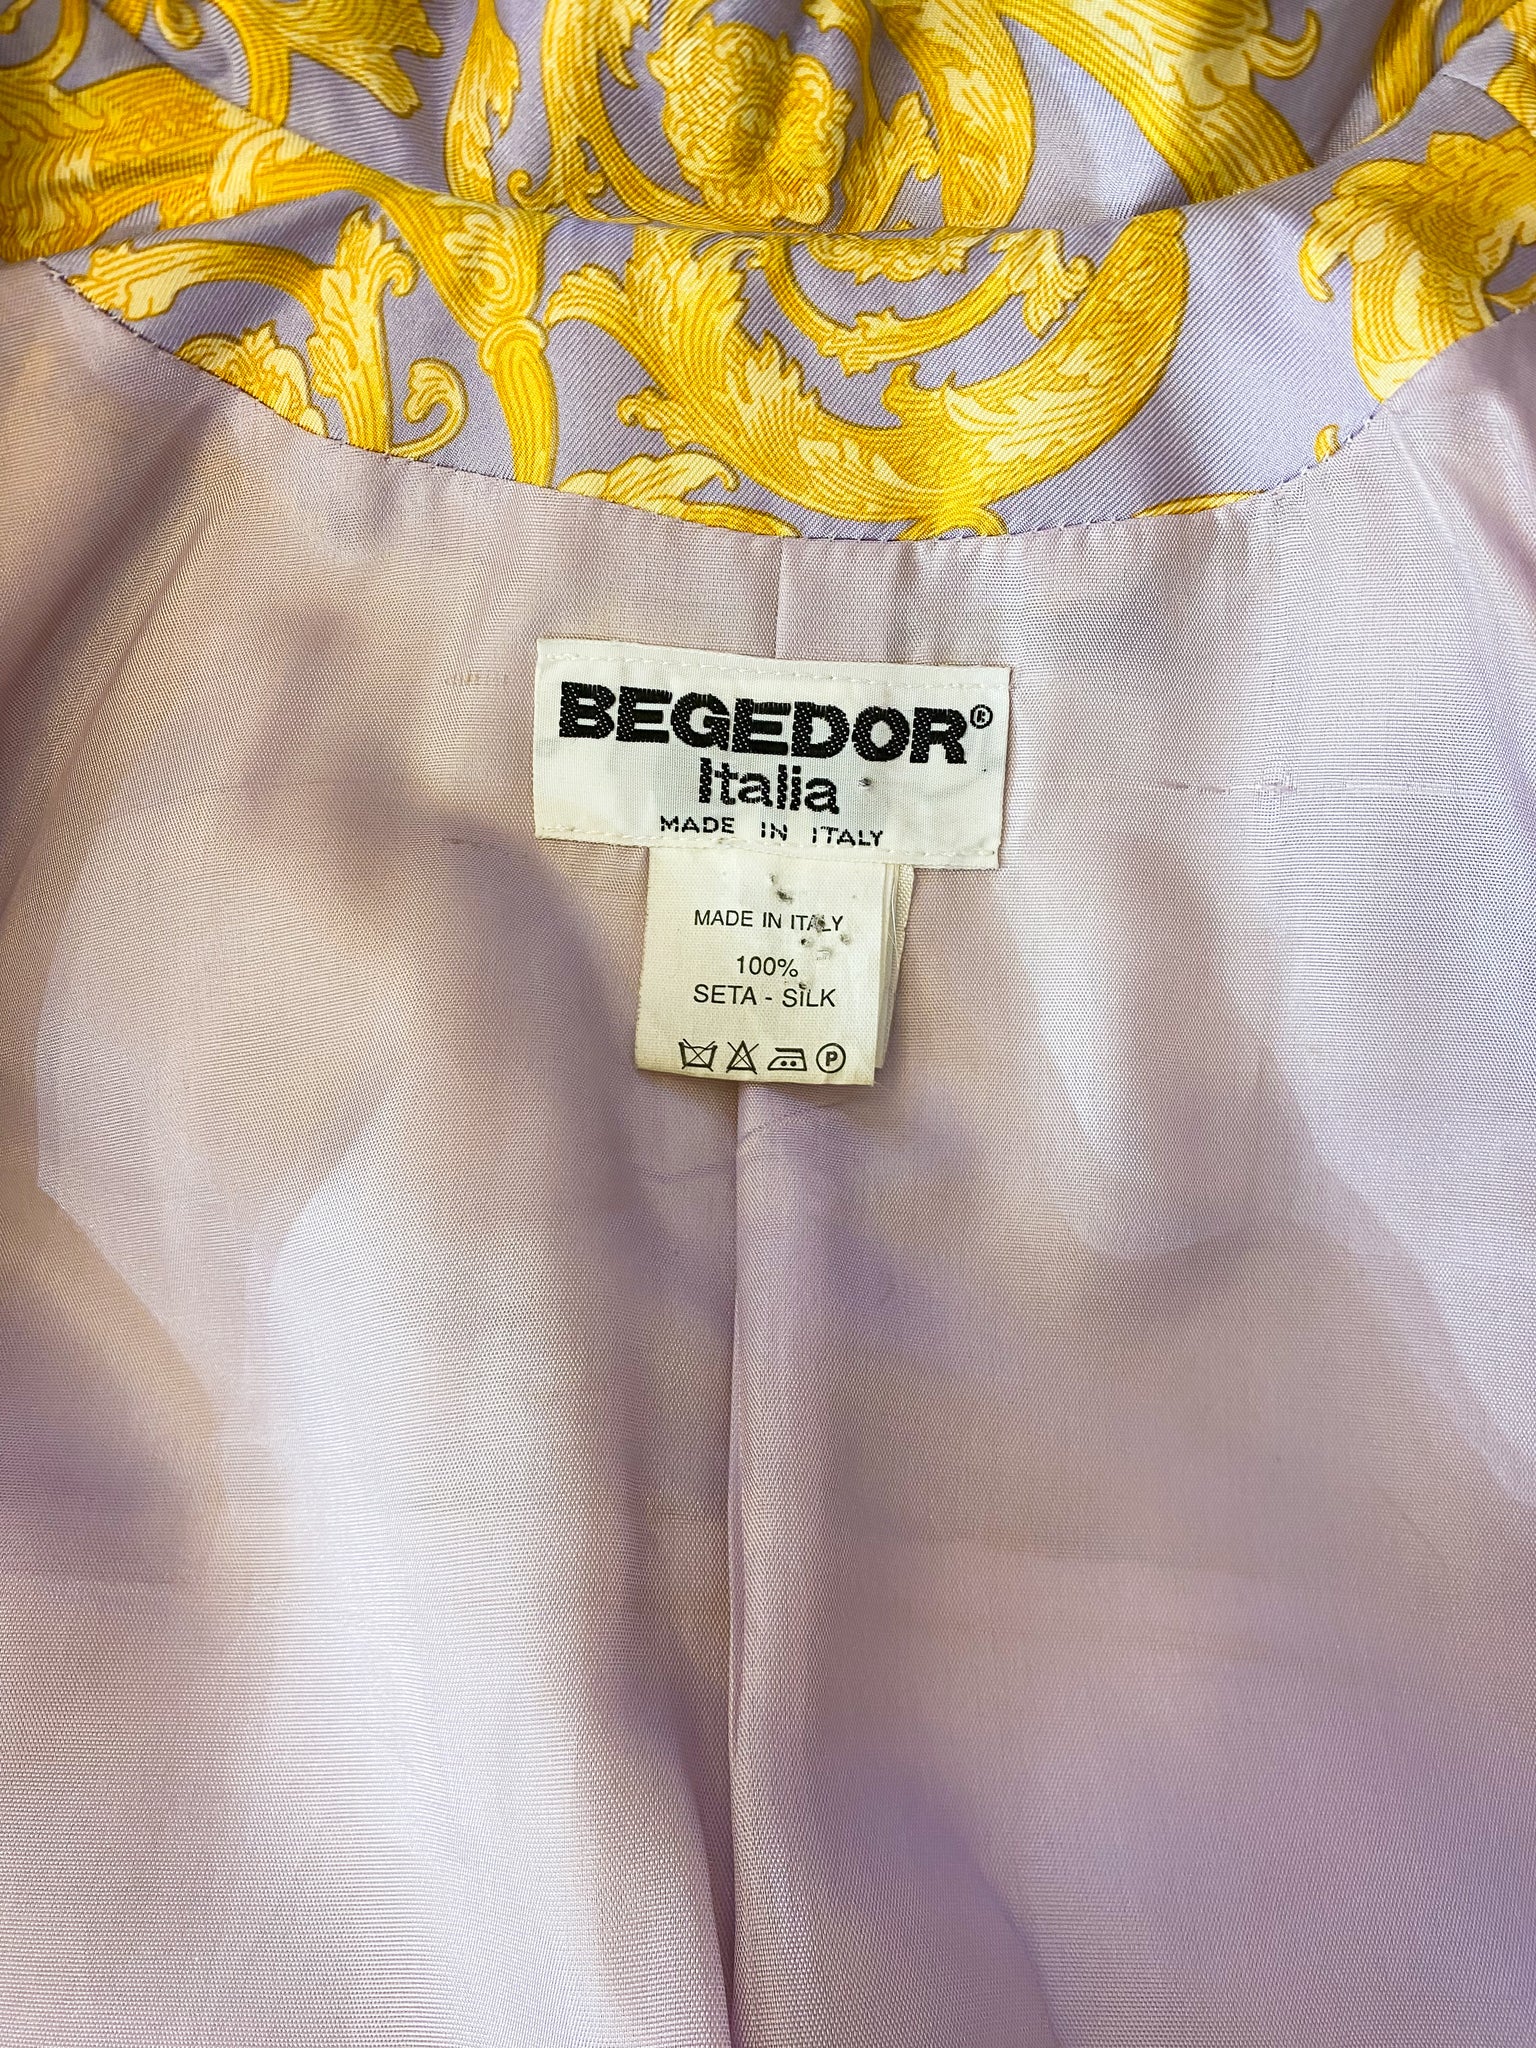 BEGEDOR®
Italia
MADE IN ITALY
MADE IN ITALY
100%
SETA - SILK
P